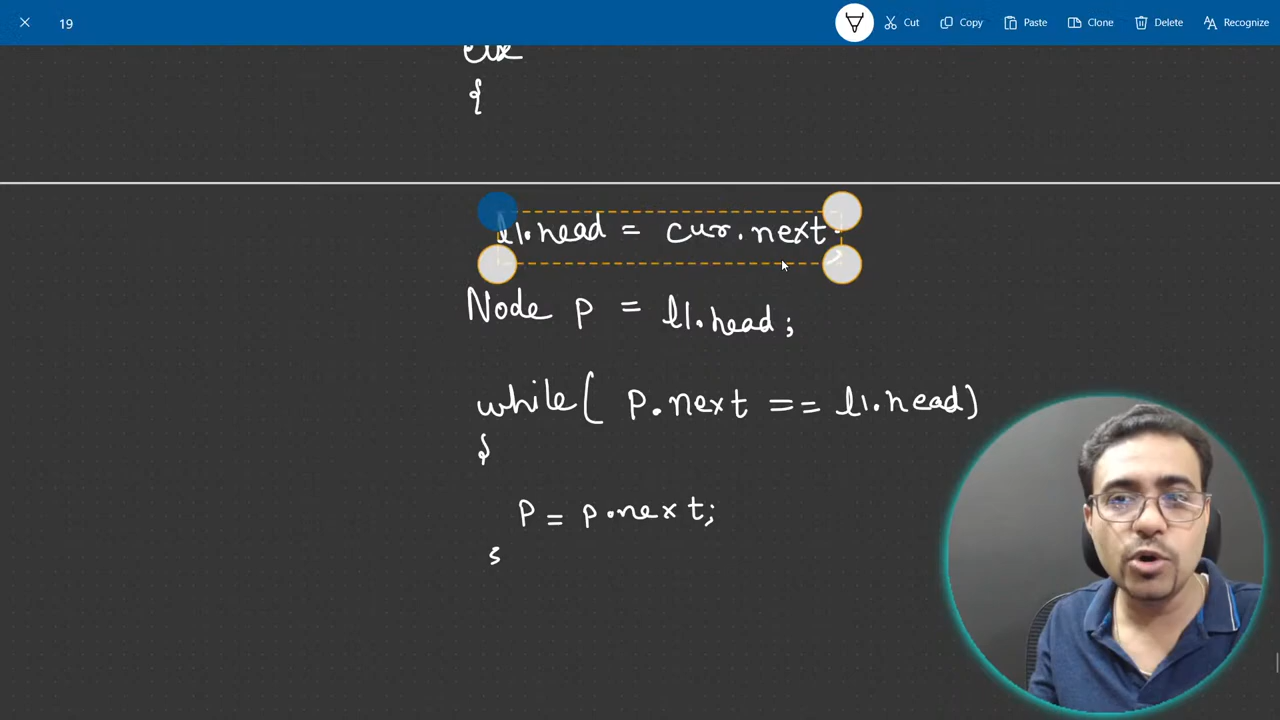 19
Cut Copy Paste Clone Delete Recognize
{
l1.head = cur.next;
Node p = l1.head;
while( p.next == l1.head)
{
p = p.next;
}